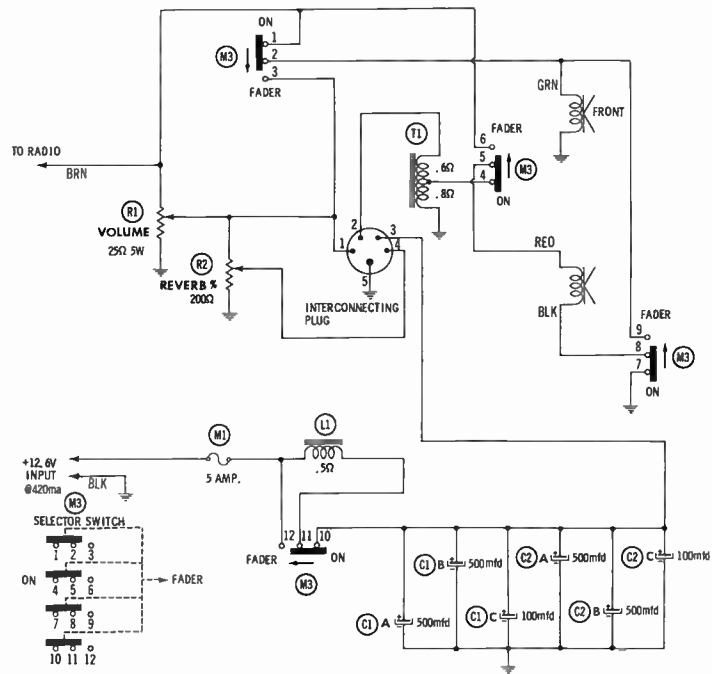 ON
1
2
M3
3
FADER
GRN
FRONT
T1
6
FADER
.6Ω
5
M3
.8Ω
4
ON
TO RADIO
BRN
R1
VOLUME
25Ω 5W
2
3
1
4
5
R2
REVERB %
200Ω
INTERCONNECTING
PLUG
RED
BLK
FADER
9
8
M3
7
ON
L1
M1
.5Ω
5 AMP.
+12.6V
INPUT
@420ma
BLK
M3
SELECTOR SWITCH
1 2 3
ON
4 5 6
FADER
7 8 9
10 11 12
12 11 10
FADER
ON
M3
C1 B 500mfd
C2 A 500mfd
C2 C 100mfd
C1 A 500mfd
C1 C 100mfd
C2 B 500mfd